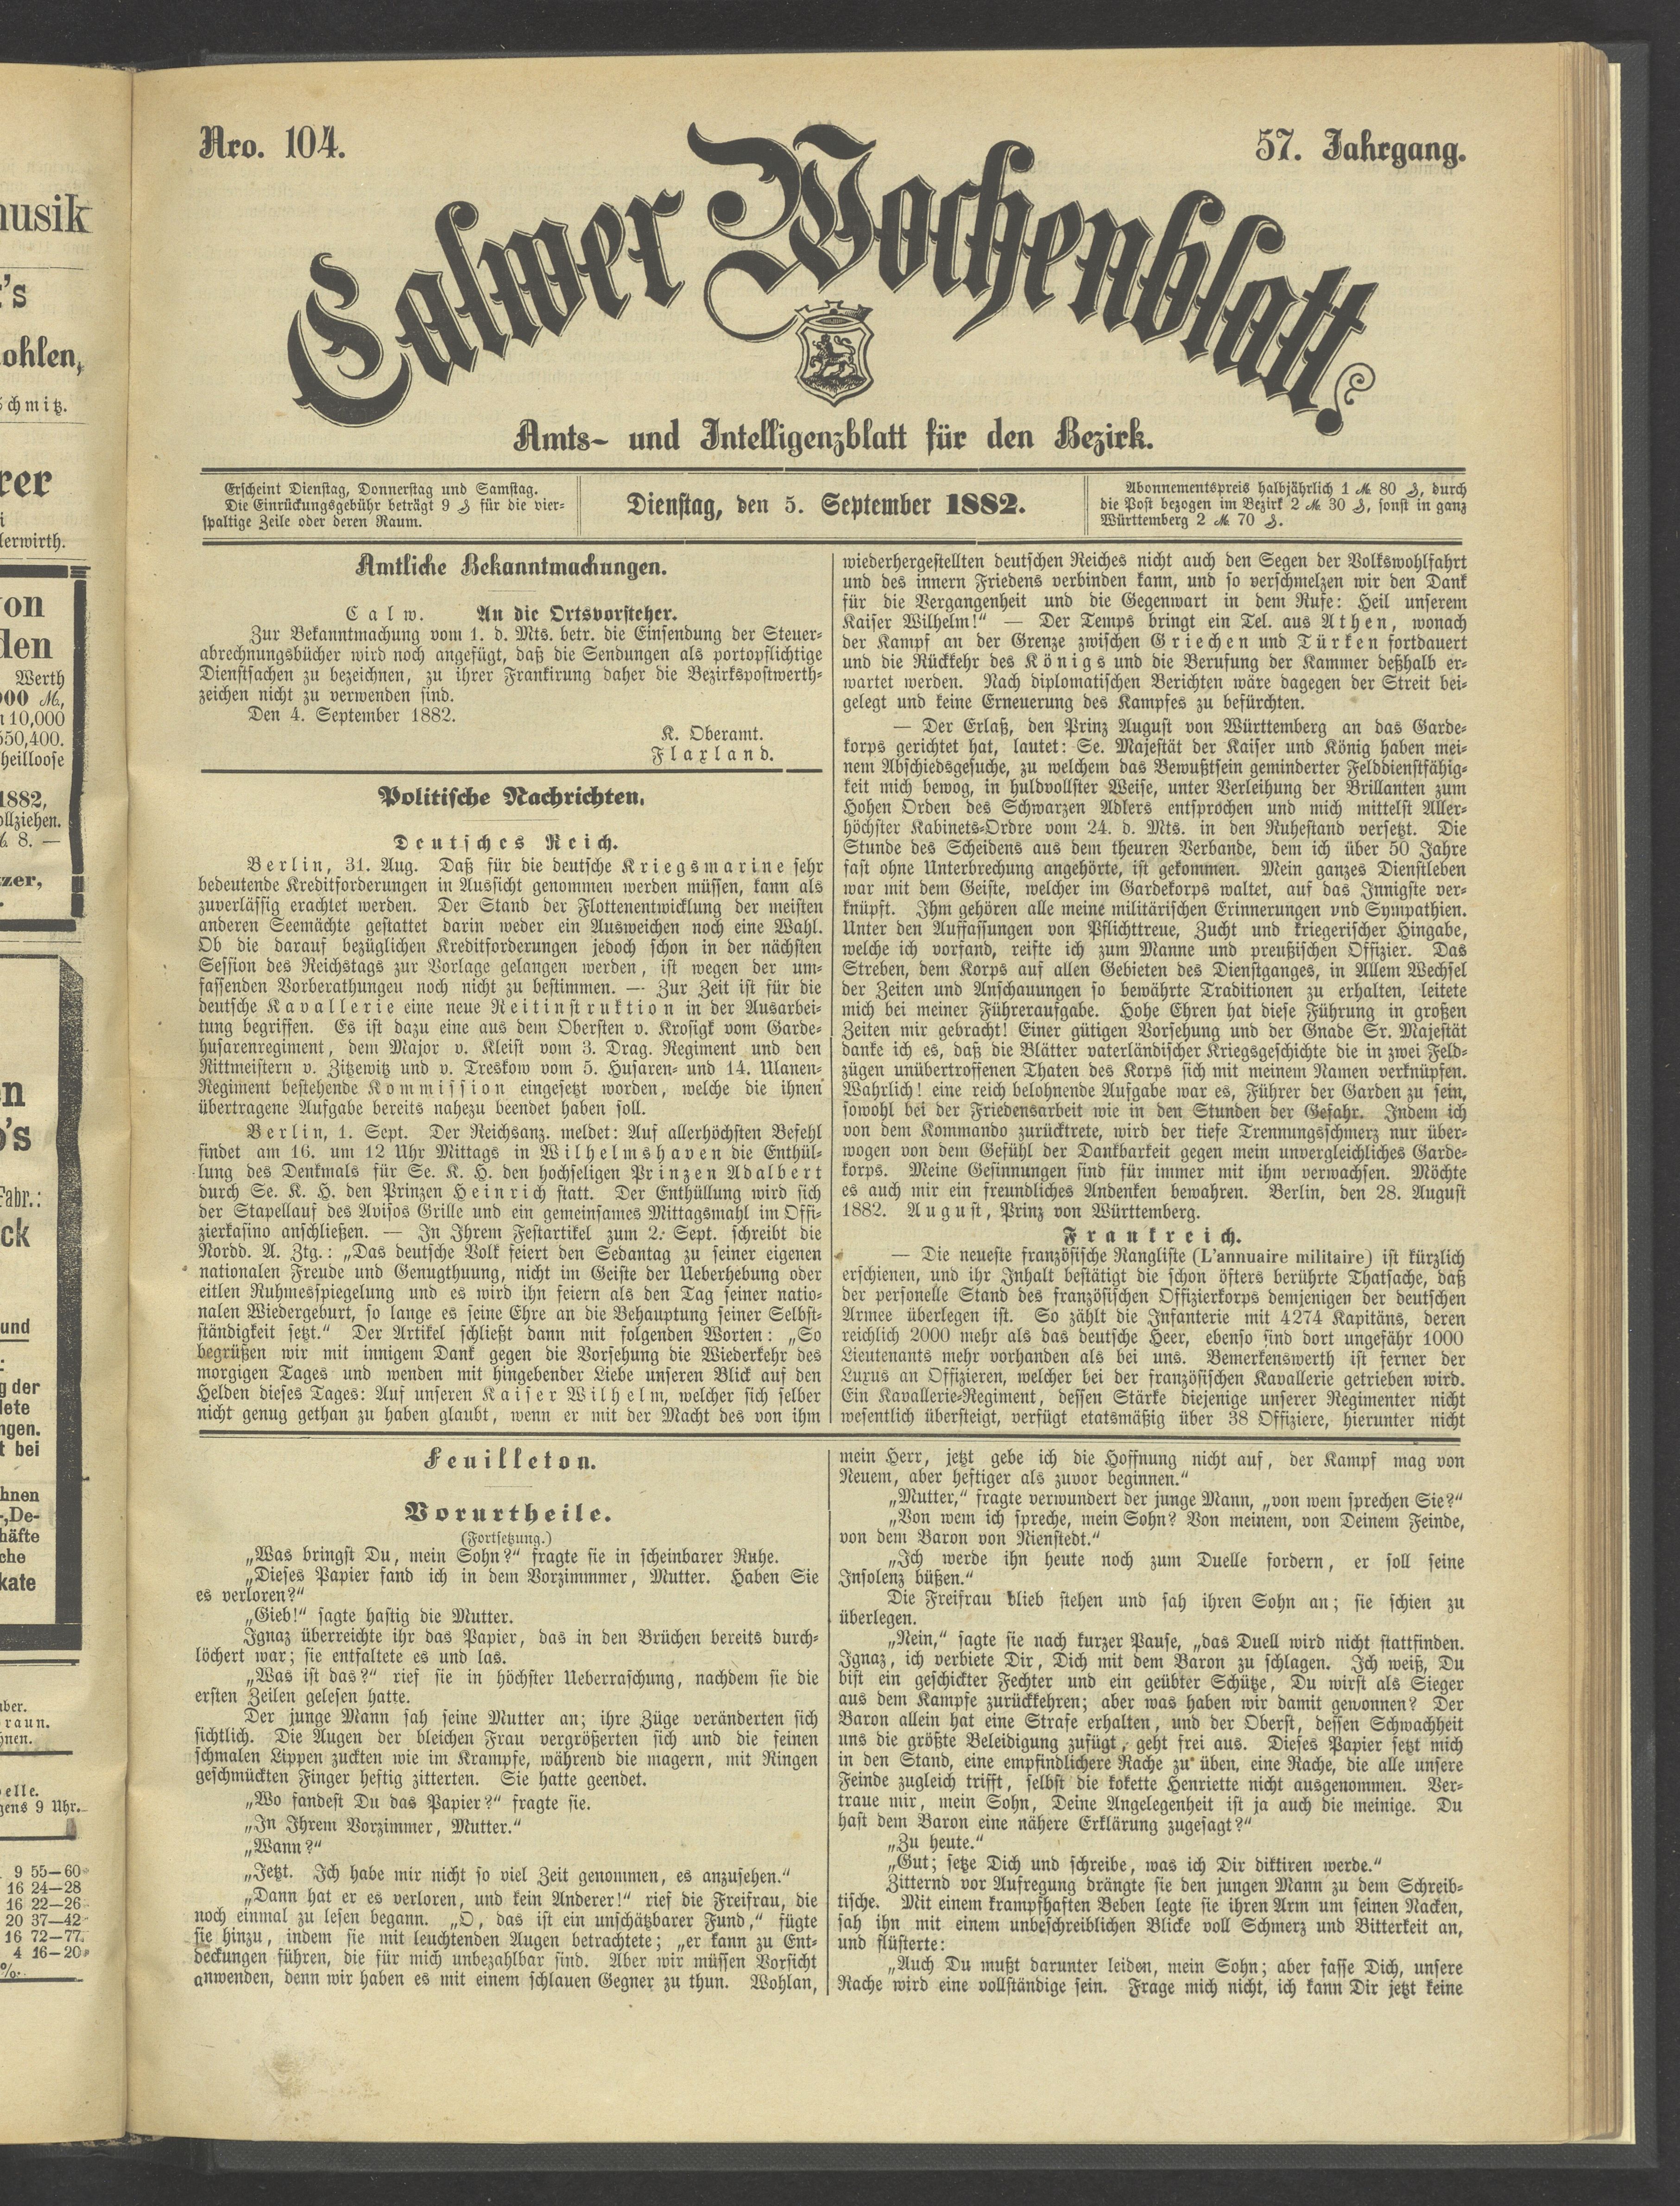 Nro. 104.
57. Jahrgang.
Calwer Wochenblatt
Amts- und Intelligenzblatt für den Bezirk.
Erscheint Dienstag, Donnerstag und Samstag.
Die Einrückungsgebühr beträgt 9 ₰ für die vier-
spaltige Zeile oder deren Raum.
Dienstag, den 5. September 1882.
Abonnementspreis halbjährlich 1 ℳ 80 ₰, durch
die Post bezogen im Bezirk 2 ℳ 30 ₰, sonst in ganz
Württemberg 2 ℳ 70 ₰.
Amtliche Bekanntmachungen.
Calw. An die Ortsvorsteher.
Zur Bekanntmachung vom 1. d. Mts. betr. die Einsendung der Steuer-
abrechnungsbücher wird noch angefügt, daß die Sendungen als portopflichtige
Dienstsachen zu bezeichnen, zu ihrer Frankirung daher die Bezirkspostwerth-
zeichen nicht zu verwenden sind.
Den 4. September 1882.
K. Oberamt.
Flaxland.
Politische Nachrichten.
Deutsches Reich.
Berlin, 31. Aug. Daß für die deutsche Kriegsmarine sehr
bedeutende Kreditforderungen in Aussicht genommen werden müssen, kann als
zuverlässig erachtet werden. Der Stand der Flottenentwicklung der meisten
anderen Seemächte gestattet darin weder ein Ausweichen noch eine Wahl.
Ob die darauf bezüglichen Kreditforderungen jedoch schon in der nächsten
Session des Reichstags zur Vorlage gelangen werden, ist wegen der um-
fassenden Vorberathungeu noch nicht zu bestimmen. — Zur Zeit ist für die
deutsche Kavallerie eine neue Reitinstruktion in der Ausarbei-
tung begriffen. Es ist dazu eine aus dem Obersten v. Krosigk vom Garde-
husarenregiment, dem Major v. Kleist vom 3. Drag. Regiment und den
Rittmeistern v. Zitzewitz und v. Treskow vom 5. Husaren- und 14. Ulanen-
Regiment bestehende Kommission eingesetzt worden, welche die ihnen
übertragene Aufgabe bereits nahezu beendet haben soll.
Berlin, 1. Sept. Der Reichsanz. meldet: Auf allerhöchsten Befehl
findet am 16. um 12 Uhr Mittags in Wilhelmshaven die Enthül-
lung des Denkmals für Se. K. H. den hochseligen Prinzen Adalbert
durch Se. K. H. den Prinzen Heinrich statt. Der Enthüllung wird sich
der Stapellauf des Avisos Grille und ein gemeinsames Mittagsmahl im Offi-
zierkasino anschließen. — In Ihrem Festartikel zum 2. Sept. schreibt die
Nordd. A. Ztg.: „Das deutsche Volk feiert den Sedantag zu seiner eigenen
nationalen Freude und Genugthuung, nicht im Geiste der Ueberhebung oder
eitlen Ruhmesspiegelung und es wird ihn feiern als den Tag seiner natio-
nalen Wiedergeburt, so lange es seine Ehre an die Behauptung seiner Selbst-
ständigkeit setzt.“ Der Artikel schließt dann mit folgenden Worten: „So
begrüßen wir mit innigem Dank gegen die Vorsehung die Wiederkehr des
morgigen Tages und wenden mit hingebender Liebe unseren Blick auf den
Helden dieses Tages: Auf unseren Kaiser Wilhelm, welcher sich selber
nicht genug gethan zu haben glaubt, wenn er mit der Macht des von ihm
wiederhergestellten deutschen Reiches nicht auch den Segen der Volkswohlfahrt
und des innern Friedens verbinden kann, und so verschmelzen wir den Dank
für die Vergangenheit und die Gegenwart in dem Rufe: Heil unserem
Kaiser Wilhelm!“ — Der Temps bringt ein Tel. aus Athen, wonach
der Kampf an der Grenze zwischen Griechen und Türken fortdauert
und die Rückkehr des Königs und die Berufung der Kammer deßhalb er-
wartet werden. Nach diplomatischen Berichten wäre dagegen der Streit bei-
gelegt und keine Erneuerung des Kampfes zu befürchten.
— Der Erlaß, den Prinz August von Württemberg an das Garde-
korps gerichtet hat, lautet: Se. Majestät der Kaiser und König haben mei-
nem Abschiedsgesuche, zu welchem das Bewußtsein geminderter Felddienstfähig-
keit mich bewog, in huldvollster Weise, unter Verleihung der Brillanten zum
Hohen Orden des Schwarzen Adlers entsprochen und mich mittelst Aller-
höchster Kabinets-Ordre vom 24. d. Mts. in den Ruhestand versetzt. Die
Stunde des Scheidens aus dem theuren Verbande, dem ich über 50 Jahre
fast ohne Unterbrechung angehörte, ist gekommen. Mein ganzes Dienstleben
war mit dem Geiste, welcher im Gardekorps waltet, auf das Innigste ver-
knüpft. Ihm gehören alle meine militärischen Erinnerungen vnd Sympathien.
Unter den Auffassungen von Pflichttreue, Zucht und kriegerischer Hingabe,
welche ich vorfand, reifte ich zum Manne und preußischen Offizier. Das
Streben, dem Korps auf allen Gebieten des Dienstganges, in Allem Wechsel
der Zeiten und Anschauungen so bewährte Traditionen zu erhalten, leitete
mich bei meiner Führeraufgabe. Hohe Ehren hat diese Führung in großen
Zeiten mir gebracht! Einer gütigen Vorsehung und der Gnade Sr. Majestät
danke ich es, daß die Blätter vaterländischer Kriegsgeschichte die in zwei Feld-
zügen unübertroffenen Thaten des Korps sich mit meinem Namen verknüpfen.
Wahrlich! eine reich belohnende Aufgabe war es, Führer der Garden zu sein,
sowohl bei der Friedensarbeit wie in den Stunden der Gefahr. Indem ich
von dem Kommando zurücktrete, wird der tiefe Trennungsschmerz nur über-
wogen von dem Gefühl der Dankbarkeit gegen mein unvergleichliches Garde-
korps. Meine Gesinnungen sind für immer mit ihm verwachsen. Möchte
es auch mir ein freundliches Andenken bewahren. Berlin, den 28. August
1882. August, Prinz von Württemberg.
Frankreich.
— Die neueste französische Rangliste (L'annuaire militaire) ist kürzlich
erschienen, und ihr Inhalt bestätigt die schon öfters berührte Thatsache, daß
der personelle Stand des französischen Offizierkorps demjenigen der deutschen
Armee überlegen ist. So zählt die Infanterie mit 4274 Kapitäns, deren
reichlich 2000 mehr als das deutsche Heer, ebenso sind dort ungefähr 1000
Lieutenants mehr vorhanden als bei uns. Bemerkenswerth ist ferner der
Luxus an Offizieren, welcher bei der französischen Kavallerie getrieben wird.
Ein Kavallerie-Regiment, dessen Stärke diejenige unserer Regimenter nicht
wesentlich übersteigt, verfügt etatsmäßig über 38 Offiziere, hierunter nicht
Feuilleton.
Vorurtheile.
(Fortsetzung.)
„Was bringst Du, mein Sohn?“ fragte sie in scheinbarer Ruhe.
„Dieses Papier fand ich in dem Vorzimmmer, Mutter. Haben Sie
es verloren?“
„Gieb!“ sagte hastig die Mutter.
Ignaz überreichte ihr das Papier, das in den Brüchen bereits durch-
löchert war; sie entfaltete es und las.
„Was ist das?“ rief sie in höchster Ueberraschung, nachdem sie die
ersten Zeilen gelesen hatte.
Der junge Mann sah seine Mutter an; ihre Züge veränderten sich
sichtlich. Die Augen der bleichen Frau vergrößerten sich und die feinen
schmalen Lippen zuckten wie im Krampfe, während die magern, mit Ringen
geschmückten Finger heftig zitterten. Sie hatte geendet.
„Wo fandest Du das Papier?“ fragte sie.
„In Ihrem Vorzimmer, Mutter.“
„Wann?“
„Jetzt. Ich habe mir nicht so viel Zeit genommen, es anzusehen.“
„Dann hat er es verloren, und kein Anderer!“ rief die Freifrau, die
noch einmal zu lesen begann. „O, das ist ein unschätzbarer Fund,“ fügte
sie hinzu, indem sie mit leuchtenden Augen betrachtete; „er kann zu Ent-
deckungen führen, die für mich unbezahlbar sind. Aber wir müssen Vorsicht
anwenden, denn wir haben es mit einem schlauen Gegner zu thun. Wohlan,
mein Herr, jetzt gebe ich die Hoffnung nicht auf, der Kampf mag von
Neuem, aber heftiger als zuvor beginnen.“
„Mutter,“ fragte verwundert der junge Mann, „von wem sprechen Sie?“
„Von wem ich spreche, mein Sohn? Von meinem, von Deinem Feinde,
von dem Baron von Rienstedt.“
„Ich werde ihn heute noch zum Duelle fordern, er soll seine
Insolenz büßen.“
Die Freifrau blieb stehen und sah ihren Sohn an; sie schien zu
überlegen.
„Nein,“ sagte sie nach kurzer Pause, „das Duell wird nicht stattfinden.
Ignaz, ich verbiete Dir, Dich mit dem Baron zu schlagen. Ich weiß, Du
bist ein geschickter Fechter und ein geübter Schütze, Du wirst als Sieger
aus dem Kampfe zurückkehren; aber was haben wir damit gewonnen? Der
Baron allein hat eine Strafe erhalten, und der Oberst, dessen Schwachheit
uns die größte Beleidigung zufügt, geht frei aus. Dieses Papier setzt mich
in den Stand, eine empfindlichere Rache zu üben, eine Rache, die alle unsere
Feinde zugleich trifft, selbst die kokette Henriette nicht ausgenommen. Ver-
traue mir, mein Sohn, Deine Angelegenheit ist ja auch die meinige. Du
hast dem Baron eine nähere Erklärung zugesagt?“
„Zu heute.“
„Gut; setze Dich und schreibe, was ich Dir diktiren werde.“
Zitternd vor Aufregung drängte sie den jungen Mann zu dem Schreib-
tische. Mit einem krampfhaften Beben legte sie ihren Arm um seinen Nacken,
sah ihn mit einem unbeschreiblichen Blicke voll Schmerz und Bitterkeit an,
und flüsterte:
„Auch Du mußt darunter leiden, mein Sohn; aber fasse Dich, unsere
Rache wird eine vollständige sein. Frage mich nicht, ich kann Dir jetzt keine